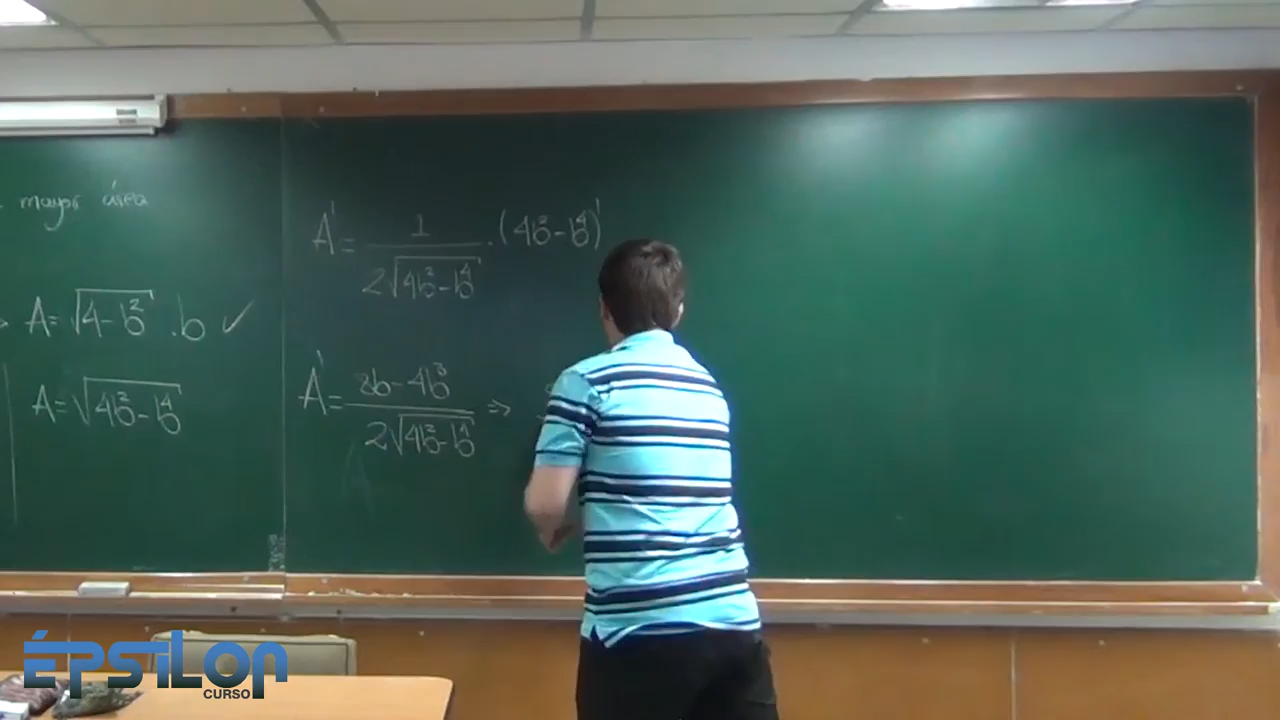 mayor área
A = √(4 - b²) . b ✓
A = √(4b² - b⁴)
A' = 1 / (2√(4b² - b⁴)) . (4b² - b⁴)'
A' = (8b - 4b³) / (2√(4b² - b⁴)) ⇒
ÉPSILON
CURSO